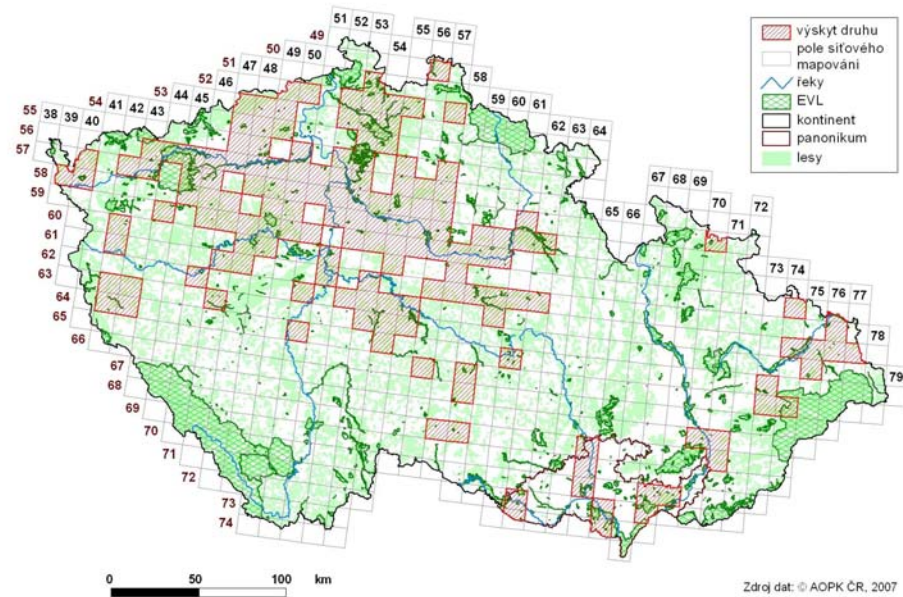 51 52 53
49
54
55 56 57
58
59 60 61
62 63 64
50
49 50
51
47 48
52
46
53
44 45
54
41 42 43
55
38 39 40
56
57
58
59
60
61
62
63
64
65
66
67
68
69
70
71
72
73
74
65 66
67 68 69
70
71
72
73 74
75 76 77
78
79
výskyt druhu
pole síťového
mapování
řeky
EVL
kontinent
panonikum
lesy
0 50 100 km
Zdroj dat: © AOPK ČR, 2007